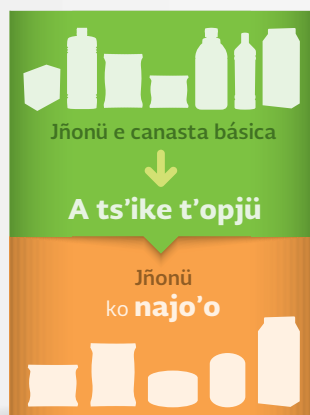 Jñonü e canasta básica
A ts’ike t’opjü
Jñonü
ko najo’o